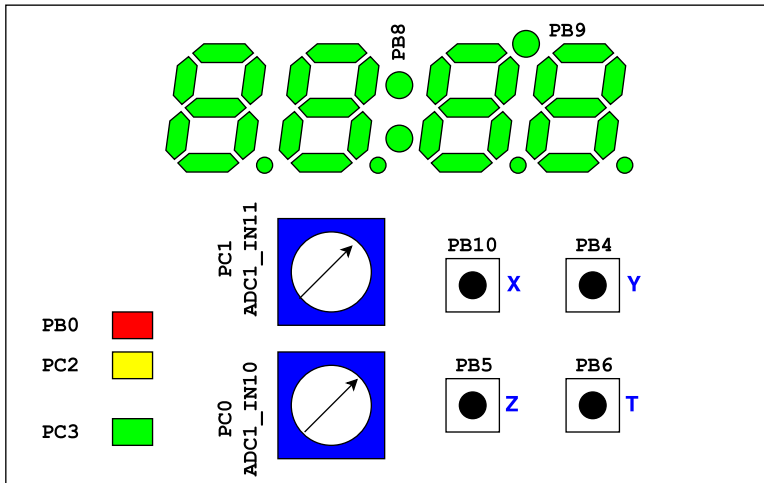 PB8
PB9
PC1
ADC1_IN11
PB10
X
PB4
Y
PB0
PC2
PC3
PC0
ADC1_IN10
PB5
Z
PB6
T